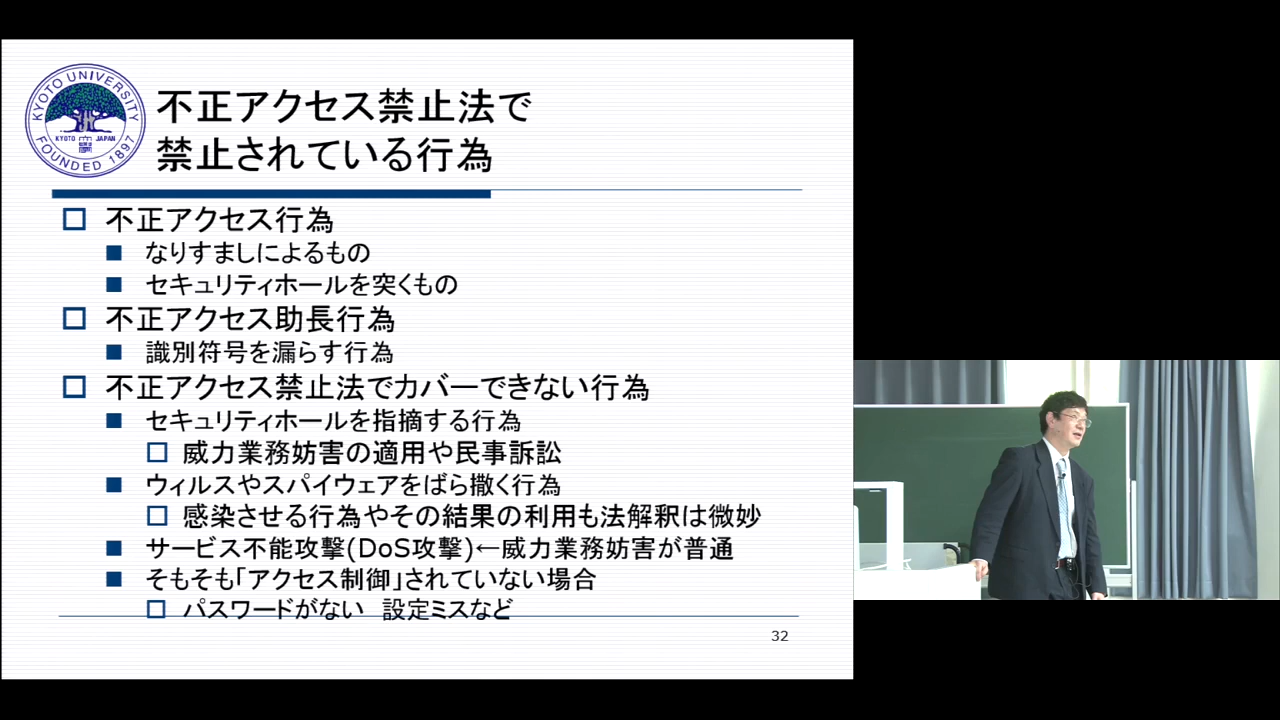 KYOTO UNIVERSITY
KYOTO JAPAN
FOUNDED 1897
不正アクセス禁止法で
禁止されている行為
不正アクセス行為
なりすましによるもの
セキュリティホールを突くもの
不正アクセス助長行為
識別符号を漏らす行為
不正アクセス禁止法でカバーできない行為
セキュリティホールを指摘する行為
威力業務妨害の適用や民事訴訟
ウィルスやスパイウェアをばら撒く行為
感染させる行為やその結果の利用も法解釈は微妙
サービス不能攻撃(DoS攻撃)←威力業務妨害が普通
そもそも「アクセス制御」されていない場合
パスワードがない 設定ミスなど
32